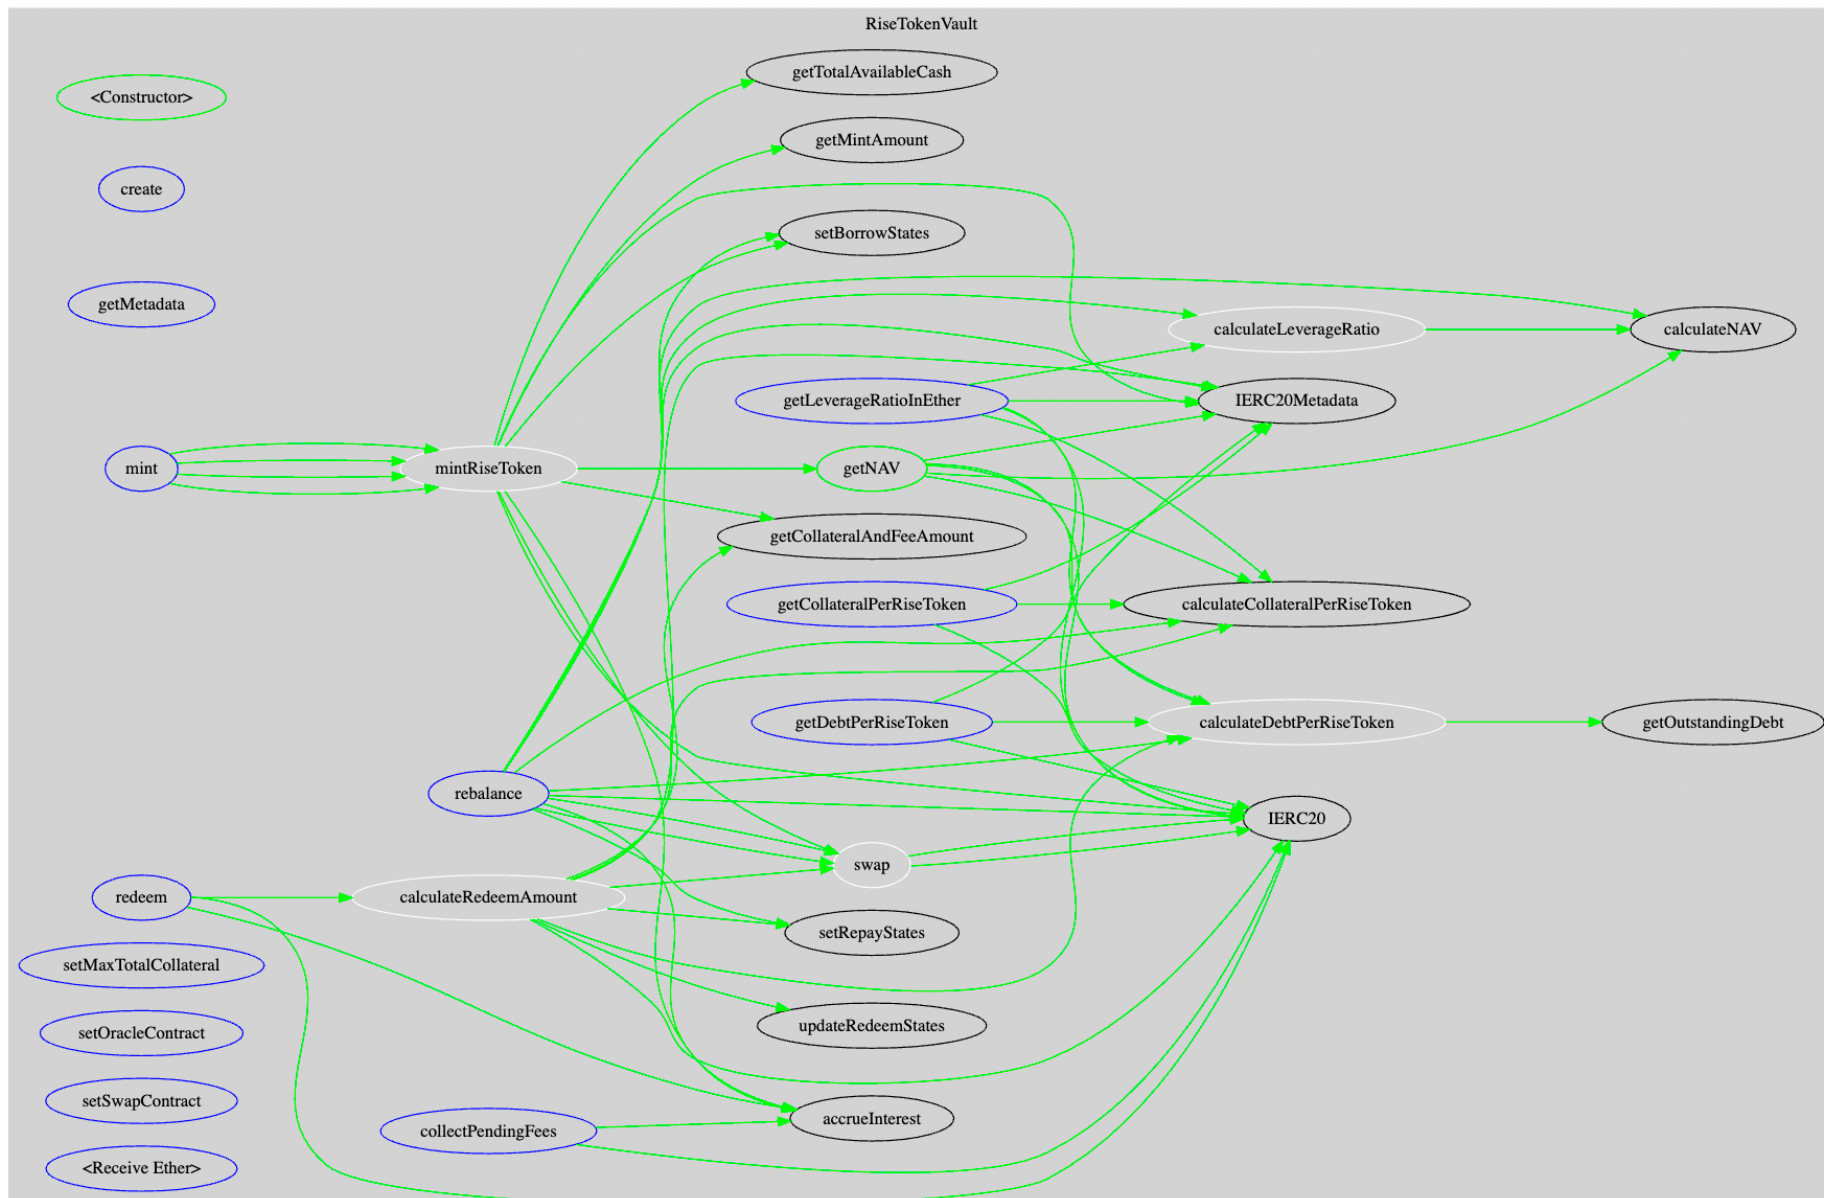 RiseTokenVault
getTotalAvailableCash
<Constructor>
getMintAmount
create
setBorrowStates
getMetadata
calculateLeverageRatio
calculateNAV
getLeverageRatioInEther
IERC20Metadata
mint
mintRiseToken
getNAV
getCollateralAndFeeAmount
getCollateralPerRiseToken
calculateCollateralPerRiseToken
getDebtPerRiseToken
calculateDebtPerRiseToken
getOutstandingDebt
rebalance
IERC20
swap
redeem
calculateRedeemAmount
setRepayStates
setMaxTotalCollateral
updateRedeemStates
setOracleContract
setSwapContract
accrueInterest
collectPendingFees
<Receive Ether>